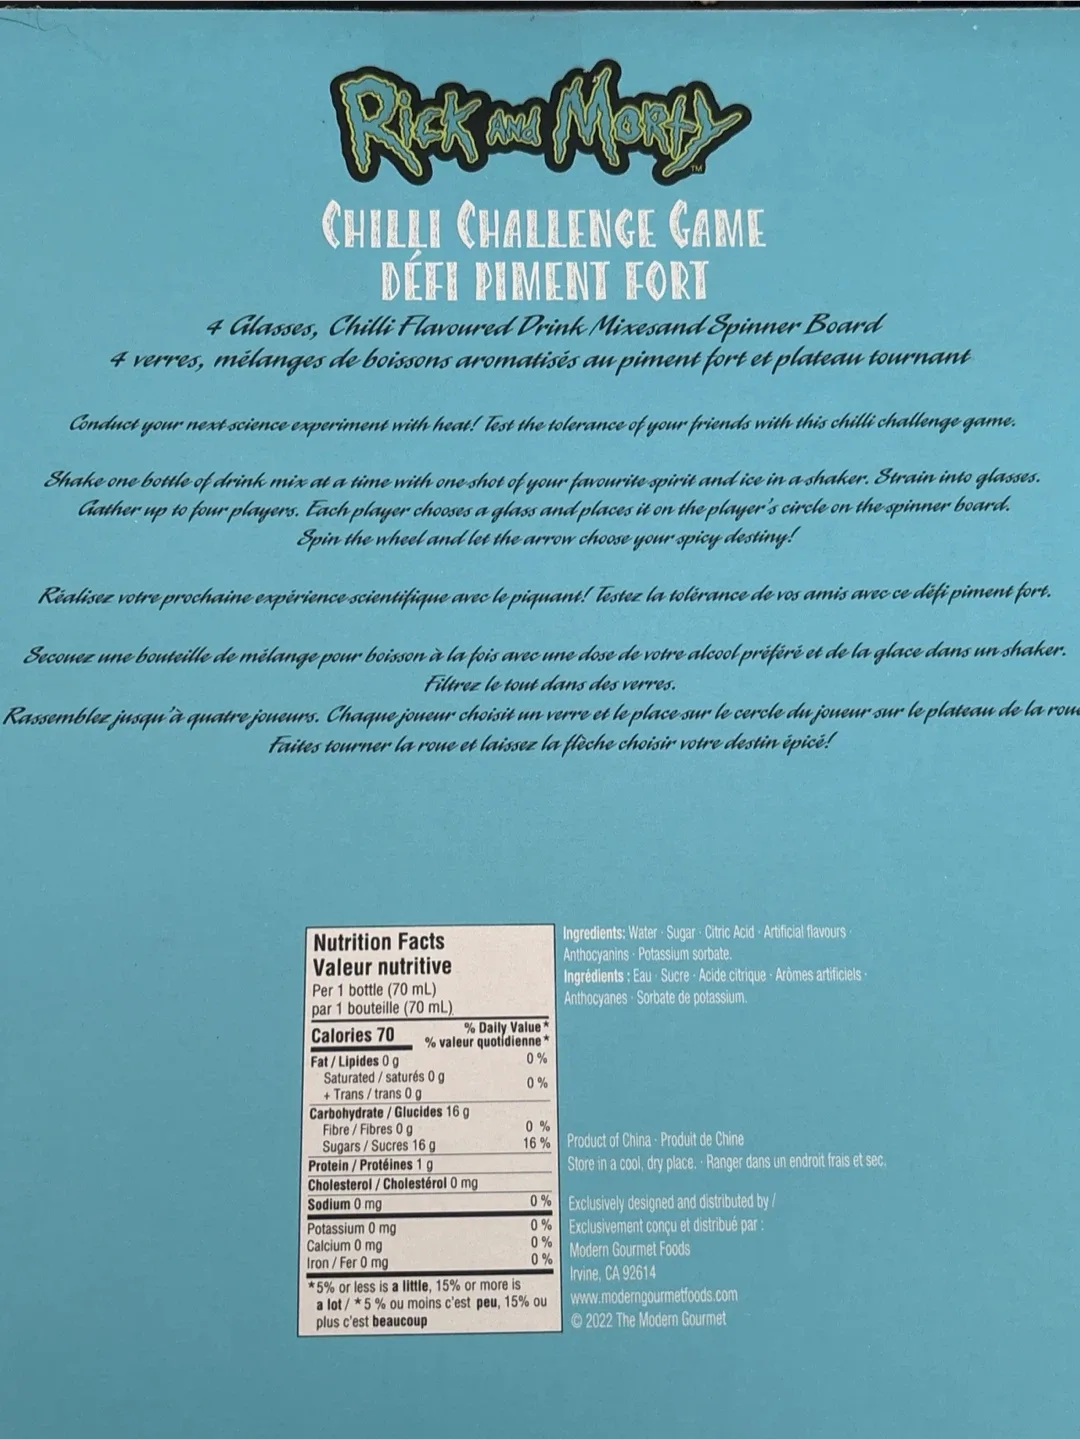 Rick and Morty
TM
Chilli Challenge Game
Défi piment fort
4 Glasses, Chilli Flavoured Drink Mixesand Spinner Board
4 verres, mélanges de boissons aromatisés au piment fort et plateau tournant
Conduct your next science experiment with heat! Test the tolerance of your friends with this chilli challenge game.
Shake one bottle of drink mix at a time with one shot of your favourite spirit and ice in a shaker. Strain into glasses.
Gather up to four players. Each player chooses a glass and places it on the player's circle on the spinner board.
Spin the wheel and let the arrow choose your spicy destiny!
Réalisez votre prochaine expérience scientifique avec le piquant! Testez la tolérance de vos amis avec ce défi piment fort.
Secouez une bouteille de mélange pour boisson à la fois avec une dose de votre alcool préféré et de la glace dans un shaker.
Filtrez le tout dans des verres.
Rassemblez jusqu'à quatre joueurs. Chaque joueur choisit un verre et le place sur le cercle du joueur sur le plateau de la roue
Faites tourner la roue et laissez la flèche choisir votre destin épicé!
Nutrition Facts
Valeur nutritive
Per 1 bottle (70 mL)
par 1 bouteille (70 mL)
Calories 70
% Daily Value*
% valeur quotidienne*
Fat / Lipides 0 g 0 %
Saturated / saturés 0 g
+ Trans / trans 0 g 0 %
Carbohydrate / Glucides 16 g
Fibre / Fibres 0 g 0 %
Sugars / Sucres 16 g 16 %
Protein / Protéines 1 g
Cholesterol / Cholestérol 0 mg
Sodium 0 mg 0 %
Potassium 0 mg 0 %
Calcium 0 mg 0 %
Iron / Fer 0 mg 0 %
*5% or less is a little, 15% or more is
a lot / *5 % ou moins c'est peu, 15% ou
plus c'est beaucoup
Ingredients: Water · Sugar · Citric Acid · Artificial flavours ·
Anthocyanins · Potassium sorbate.
Ingrédients : Eau · Sucre · Acide citrique · Arômes artificiels ·
Anthocyanes · Sorbate de potassium.
Product of China · Produit de Chine
Store in a cool, dry place. · Ranger dans un endroit frais et sec.
Exclusively designed and distributed by /
Exclusivement conçu et distribué par :
Modern Gourmet Foods
Irvine, CA 92614
www.moderngourmetfoods.com
© 2022 The Modern Gourmet